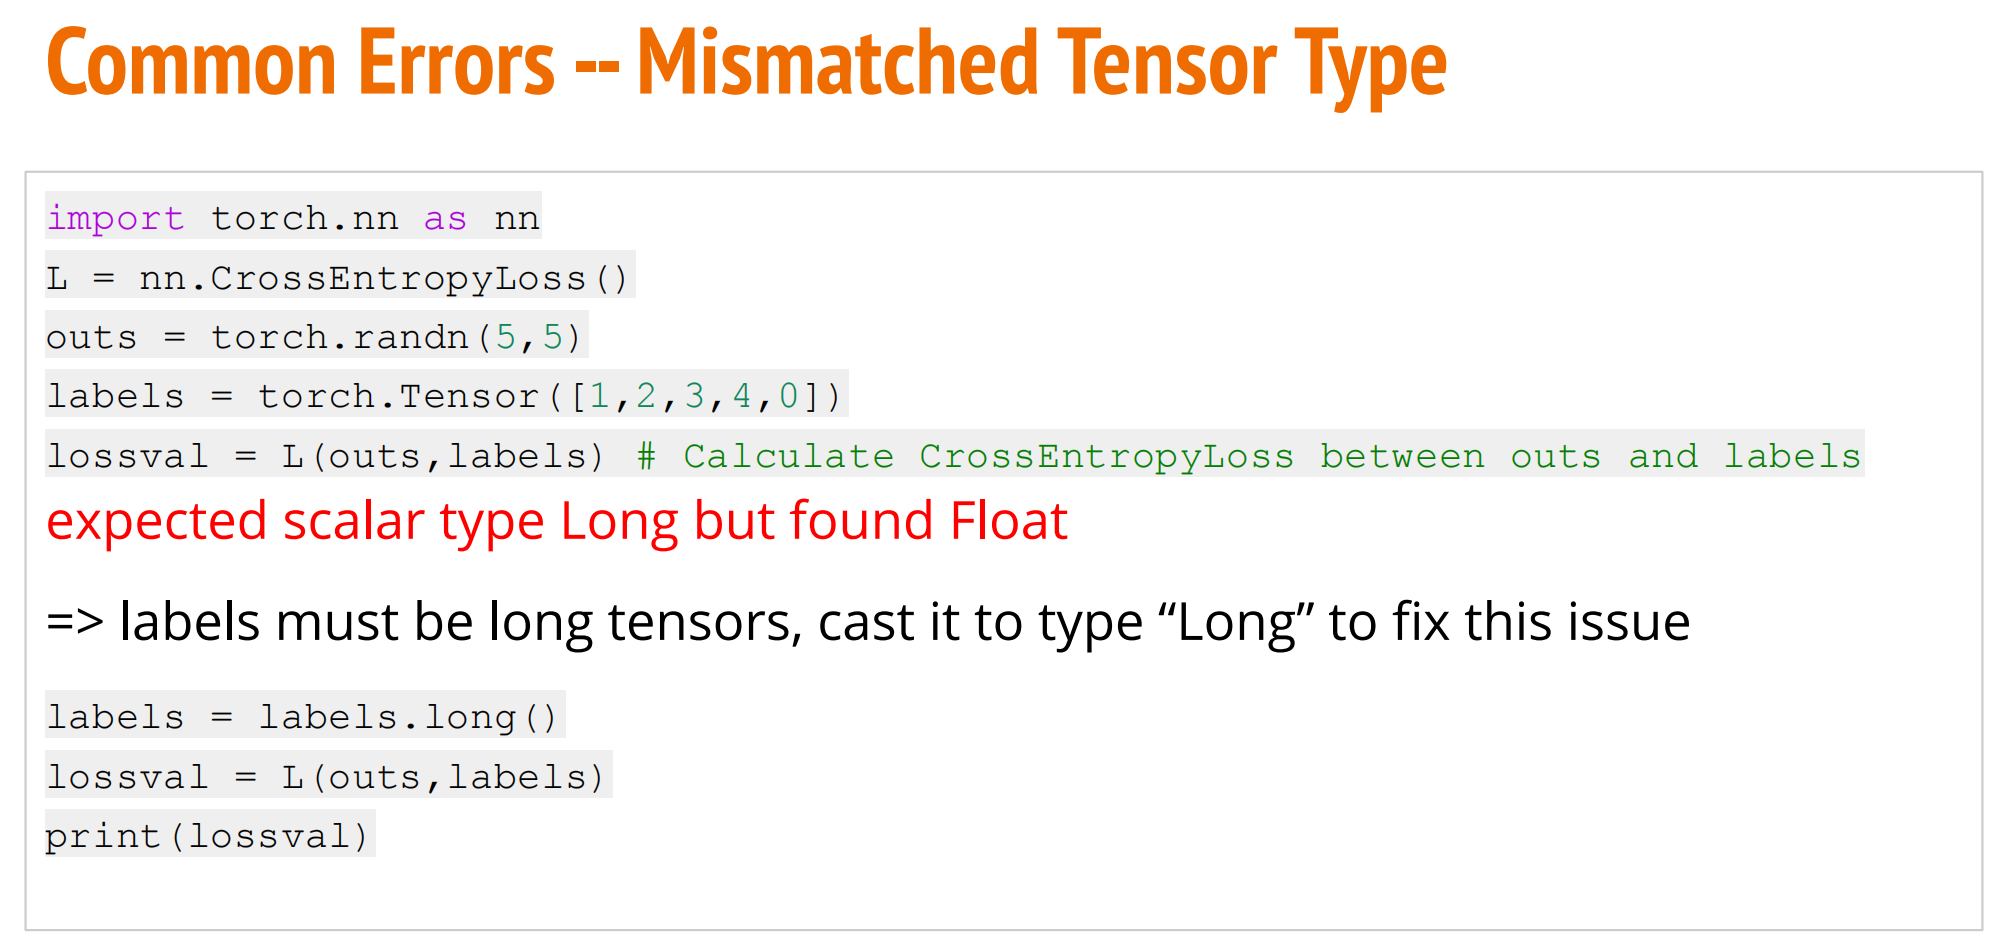 Common Errors -- Mismatched Tensor Type
import torch.nn as nn
L = nn.CrossEntropyLoss()
outs = torch.randn(5,5)
labels = torch.Tensor([1,2,3,4,0])
lossval = L(outs,labels) # Calculate CrossEntropyLoss between outs and labels
expected scalar type Long but found Float
=> labels must be long tensors, cast it to type “Long” to fix this issue
labels = labels.long()
lossval = L(outs,labels)
print(lossval)